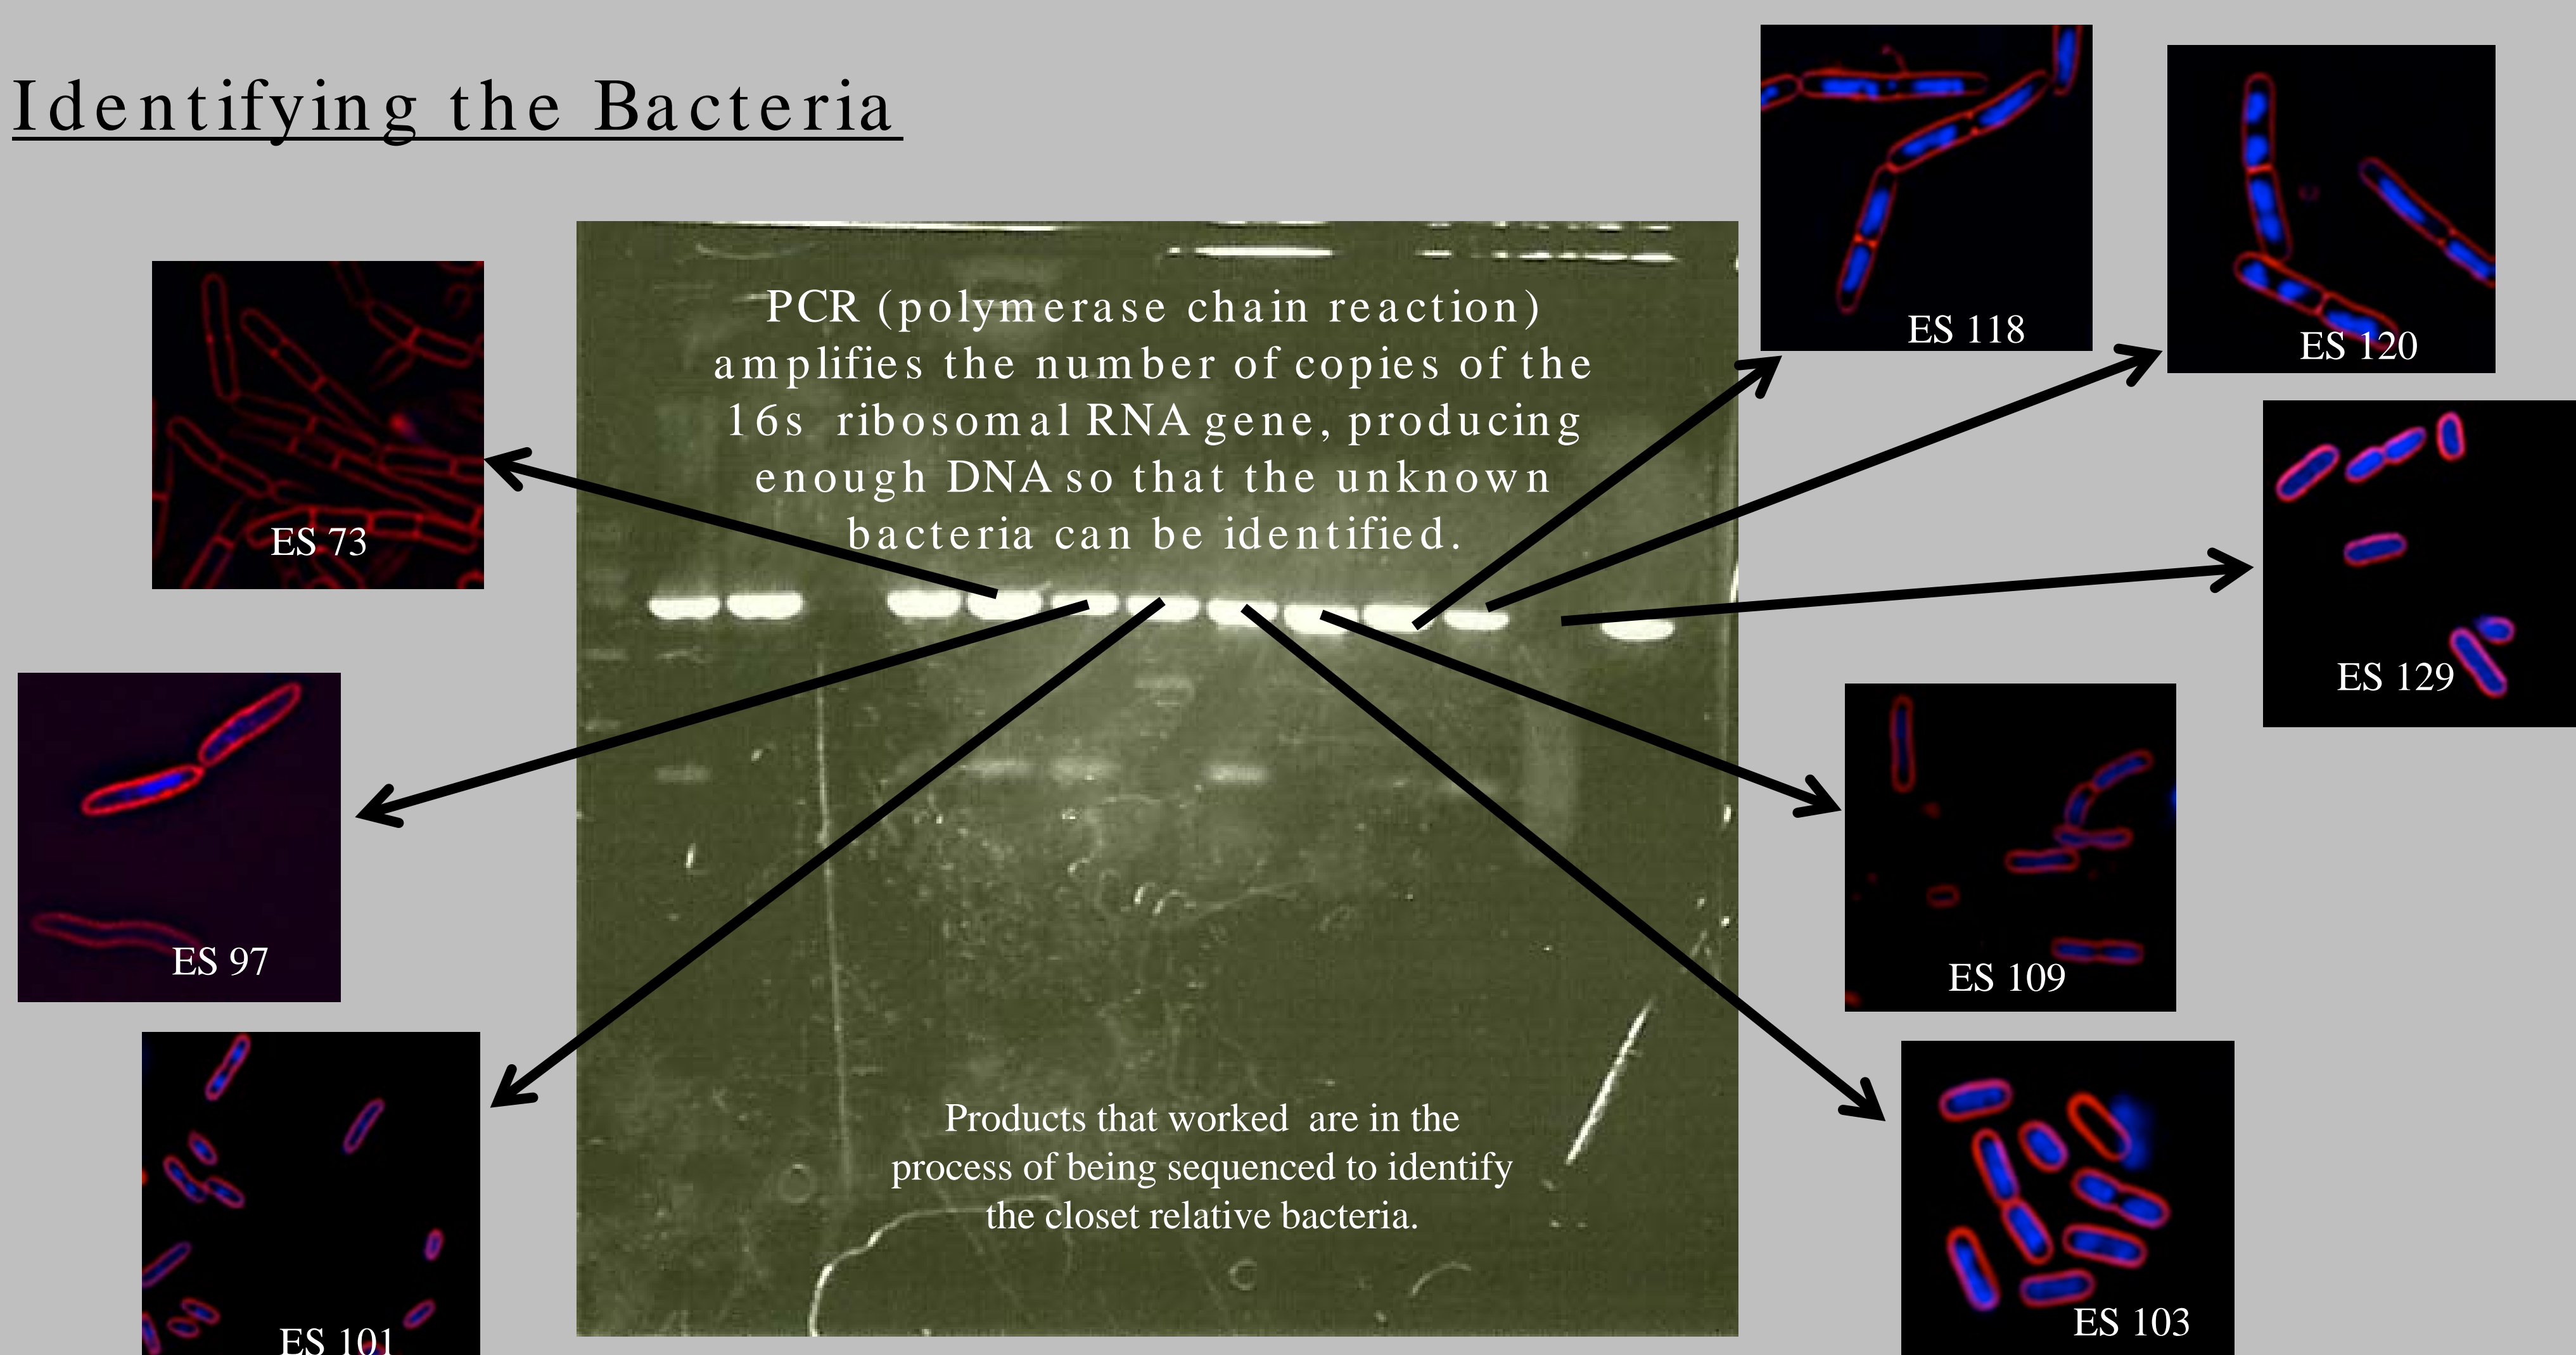 Identifying the Bacteria
PCR (polymerase chain reaction)
amplifies the number of copies of the
16s ribosomal RNA gene, producing
enough DNA so that the unknown
bacteria can be identified.
ES 73
ES 97
ES 101
ES 118
ES 120
ES 129
ES 109
ES 103
Products that worked are in the
process of being sequenced to identify
the closet relative bacteria.